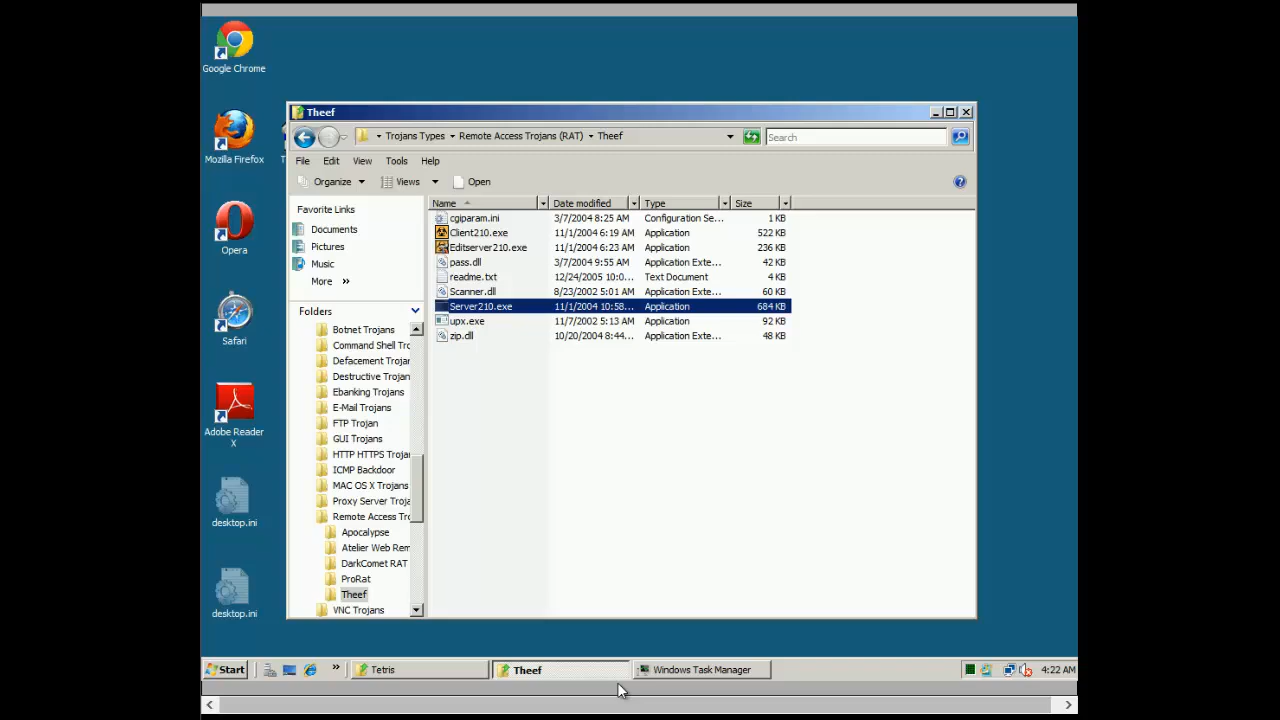 Google Chrome
Mozilla Firefox
Opera
Safari
Adobe Reader
X
desktop.ini
desktop.ini
Theef
Trojans Types
Remote Access Trojans (RAT)
Theef
Search
File Edit View Tools Help
Organize Views Open
Favorite Links
Documents
Pictures
Music
More »
Folders
Botnet Trojans
Command Shell Tro
Defacement Trojar
Destructive Trojan
Ebanking Trojans
E-Mail Trojans
FTP Trojan
GUI Trojans
HTTP HTTPS Troja
ICMP Backdoor
MAC OS X Trojans
Proxy Server Troja
Remote Access Tro
Apocalypse
Atelier Web Rem
DarkComet RAT
ProRat
Theef
VNC Trojans
Name Date modified Type Size
cgiparam.ini 3/7/2004 8:25 AM Configuration Se... 1 KB
Client210.exe 11/1/2004 6:19 AM Application 522 KB
Editserver210.exe 11/1/2004 6:23 AM Application 236 KB
pass.dll 3/7/2004 9:55 AM Application Exte... 42 KB
readme.txt 12/24/2005 10:0... Text Document 4 KB
Scanner.dll 8/23/2002 5:01 AM Application Exte... 60 KB
Server210.exe 11/1/2004 10:58... Application 684 KB
upx.exe 11/7/2002 5:13 AM Application 92 KB
zip.dll 10/20/2004 8:44... Application Exte... 48 KB
Start » Tetris Theef Windows Task Manager 4:22 AM